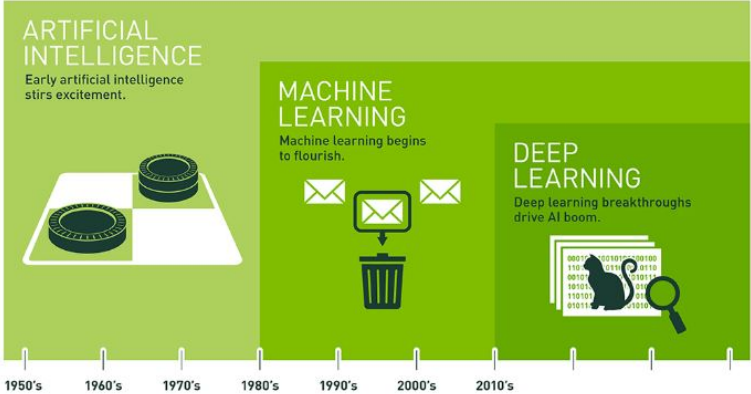 ARTIFICIAL
INTELLIGENCE
Early artificial intelligence
stirs excitement.
MACHINE
LEARNING
Machine learning begins
to flourish.
DEEP
LEARNING
Deep learning breakthroughs
drive AI boom.
1950's 1960's 1970's 1980's 1990's 2000's 2010's